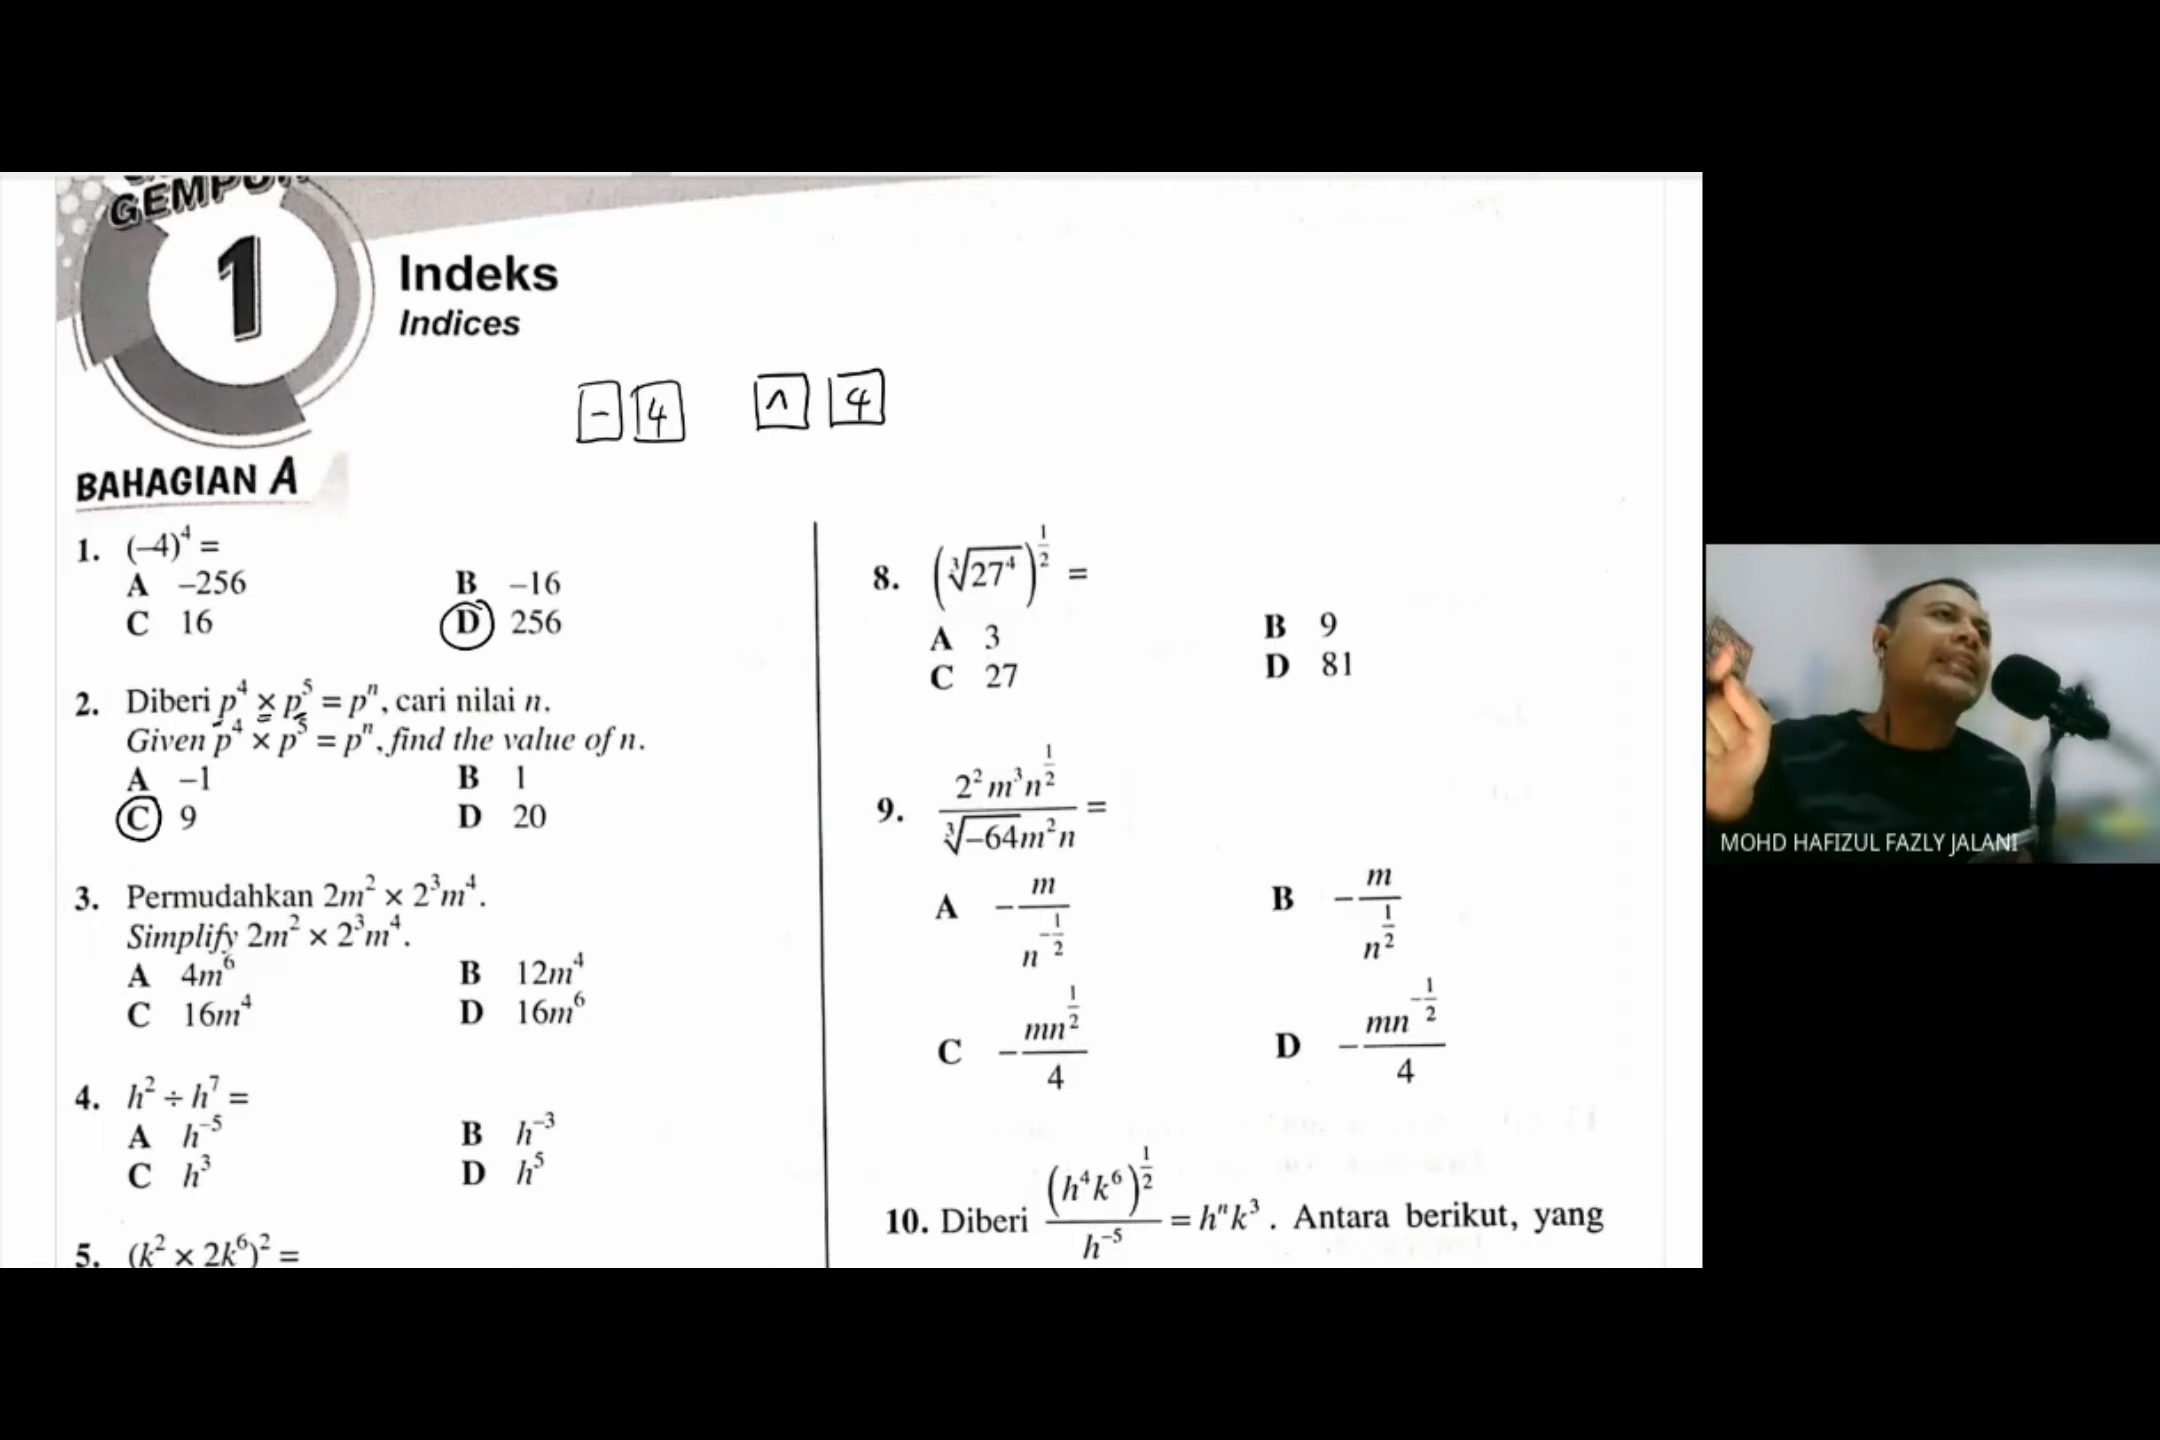 GEMPUR
1
Indeks
Indices
- 4 ^ 4
BAHAGIAN A
1. (–4)⁴ =
A –256 B –16
C 16 D 256
2. Diberi p⁴ × p⁵ = pⁿ, cari nilai n.
Given p⁴ × p⁵ = pⁿ, find the value of n.
A –1 B 1
C 9 D 20
3. Permudahkan 2m² × 2³m⁴.
Simplify 2m² × 2³m⁴.
A 4m⁶ B 12m⁴
C 16m⁴ D 16m⁶
4. h² ÷ h⁷ =
A h⁻⁵ B h⁻³
C h³ D h⁵
5. (k² × 2k⁶)² =
8. (∛27⁴)^(1/2) =
A 3 B 9
C 27 D 81
9. 2²m³n^(1/2) / ∛–64m²n =
A –m/n^(–1/2) B –m/n^(1/2)
C –mn^(1/2)/4 D –mn^(–1/2)/4
10. Diberi (h⁴k⁶)^(1/2) / h⁻⁵ = hⁿk³. Antara berikut, yang
MOHD HAFIZUL FAZLY JALANI